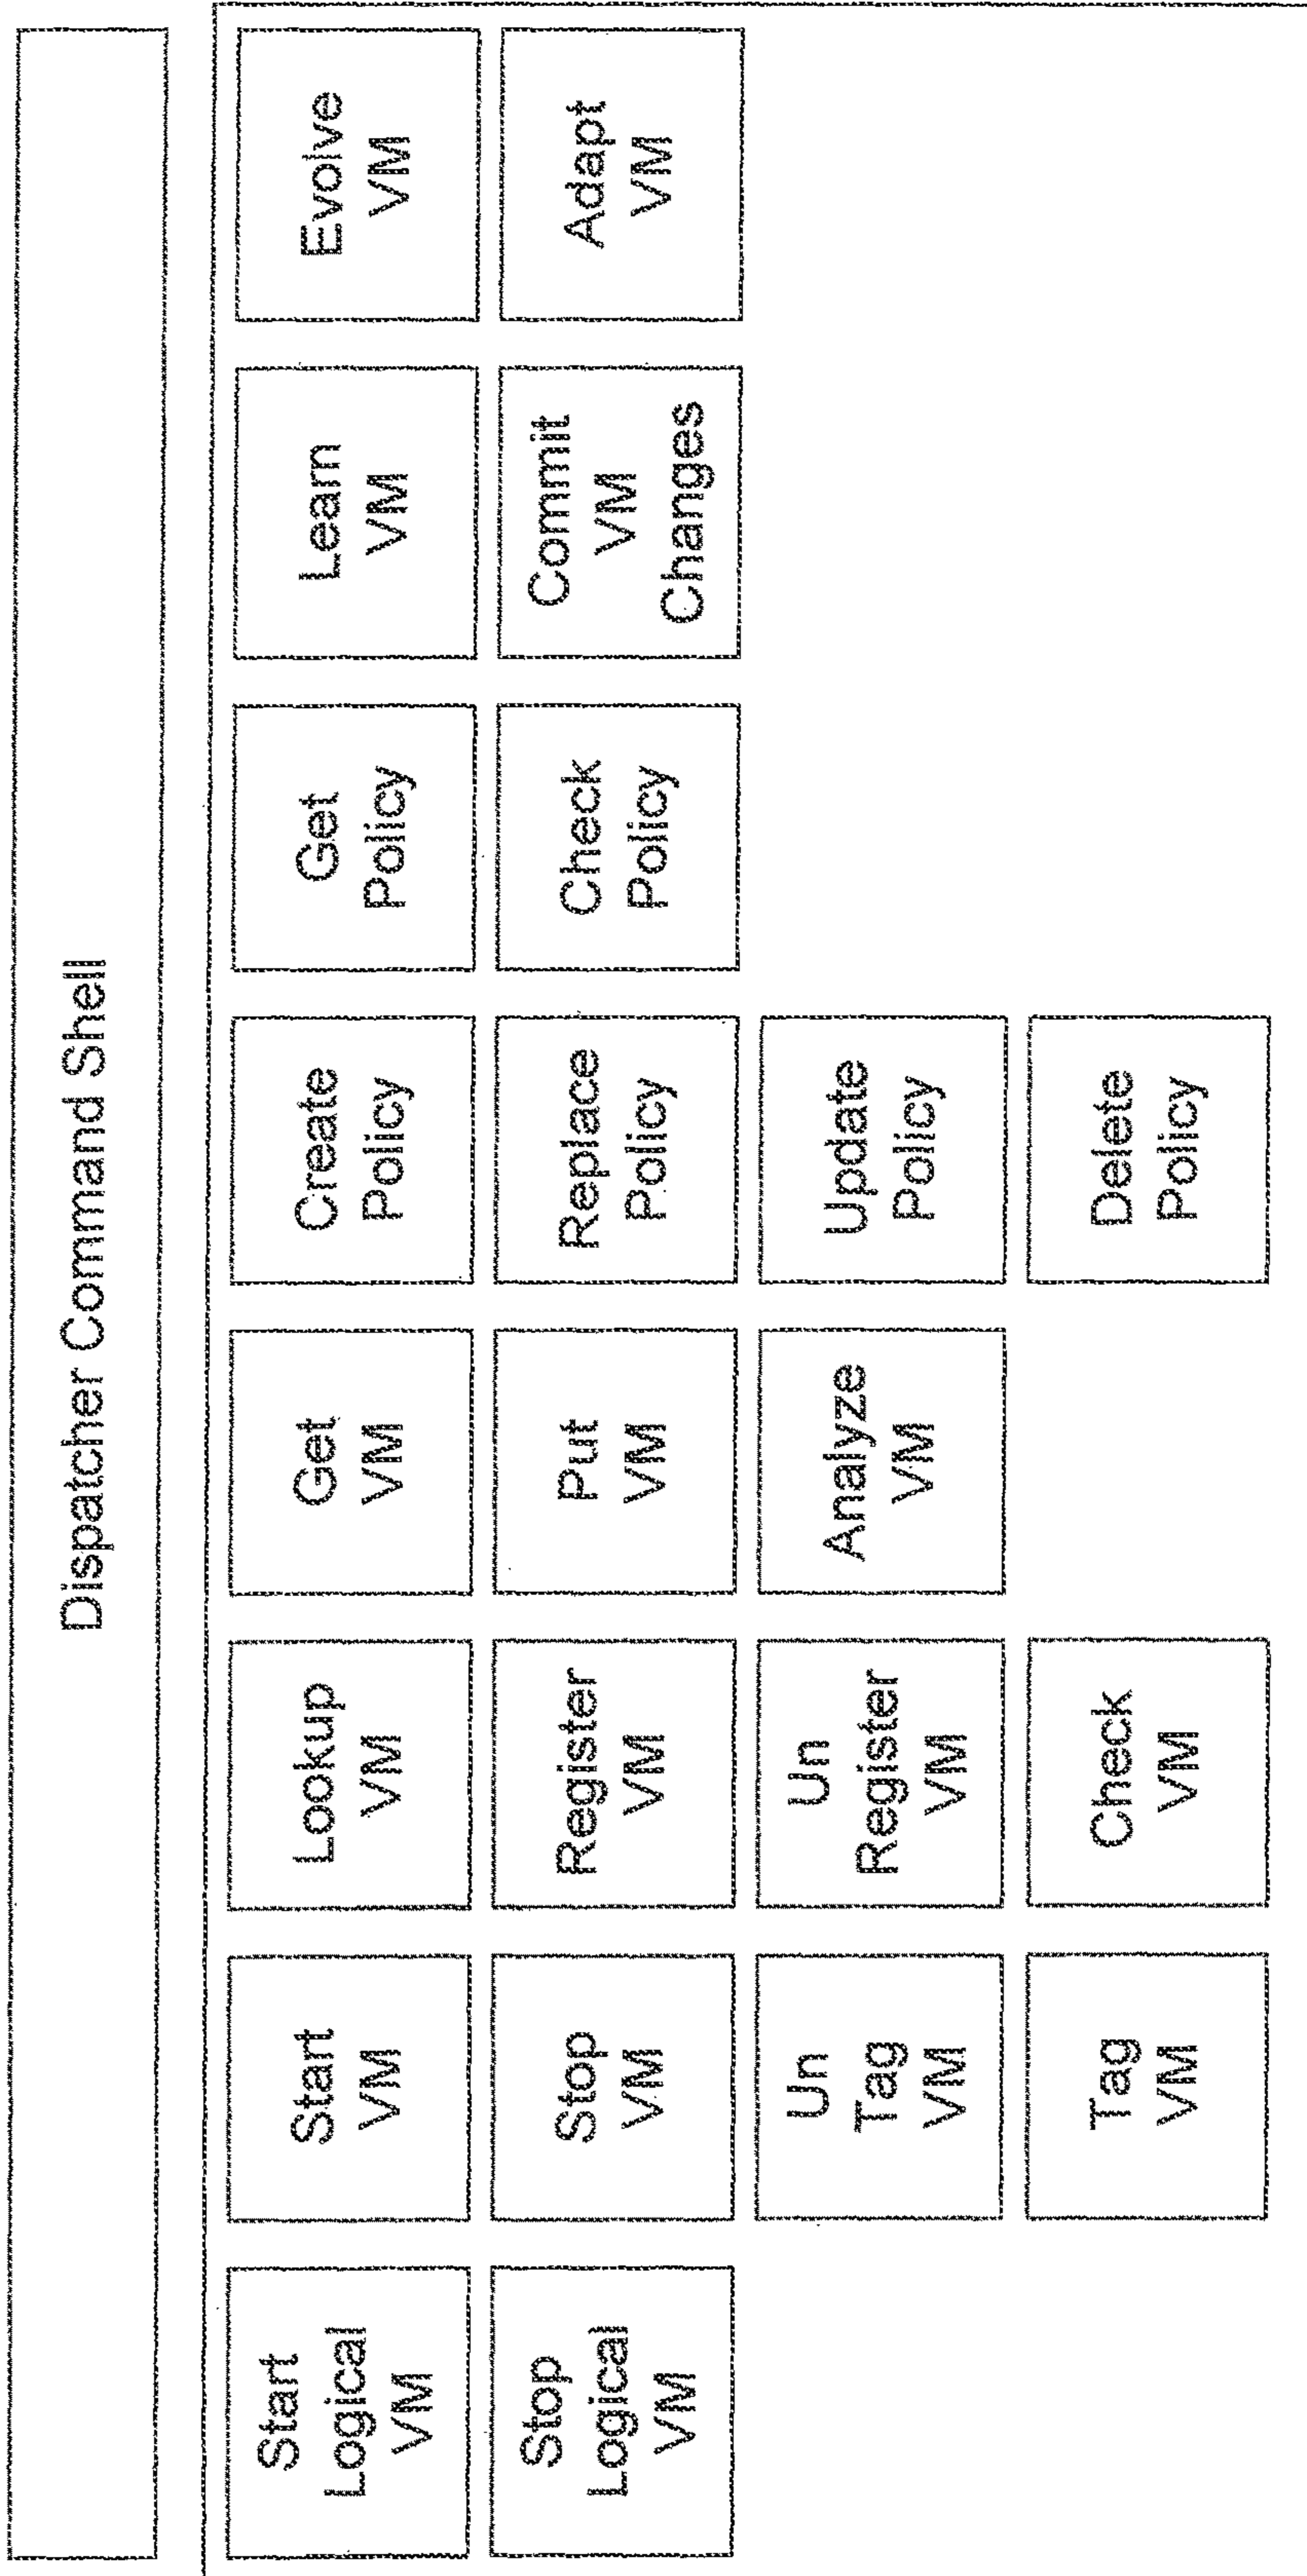 Dispatcher Command Shell
Start
Logical
VM
Start
VM
Lookup
VM
Get
VM
Create
Policy
Get
Policy
Learn
VM
Evolve
VM
Stop
Logical
VM
Stop
VM
Register
VM
Put
VM
Replace
Policy
Check
Policy
Commit
VM
Changes
Adapt
VM
Un
Tag
VM
Un
Register
VM
Analyze
VM
Update
Policy
Tag
VM
Check
VM
Delete
Policy